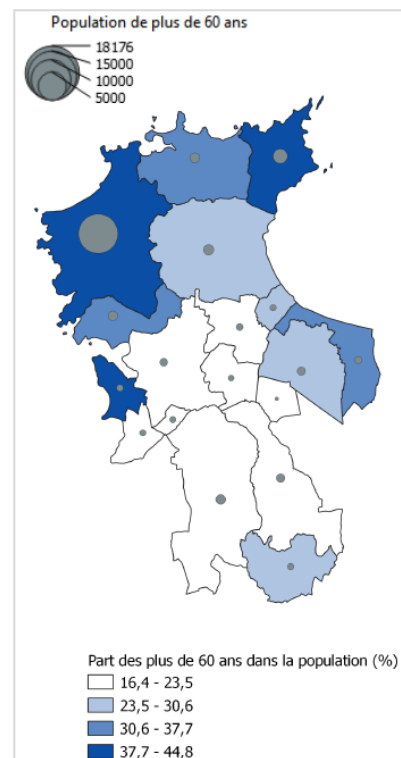 Population de plus de 60 ans
18176
15000
10000
5000
Part des plus de 60 ans dans la population (%)
16,4 - 23,5
23,5 - 30,6
30,6 - 37,7
37,7 - 44,8